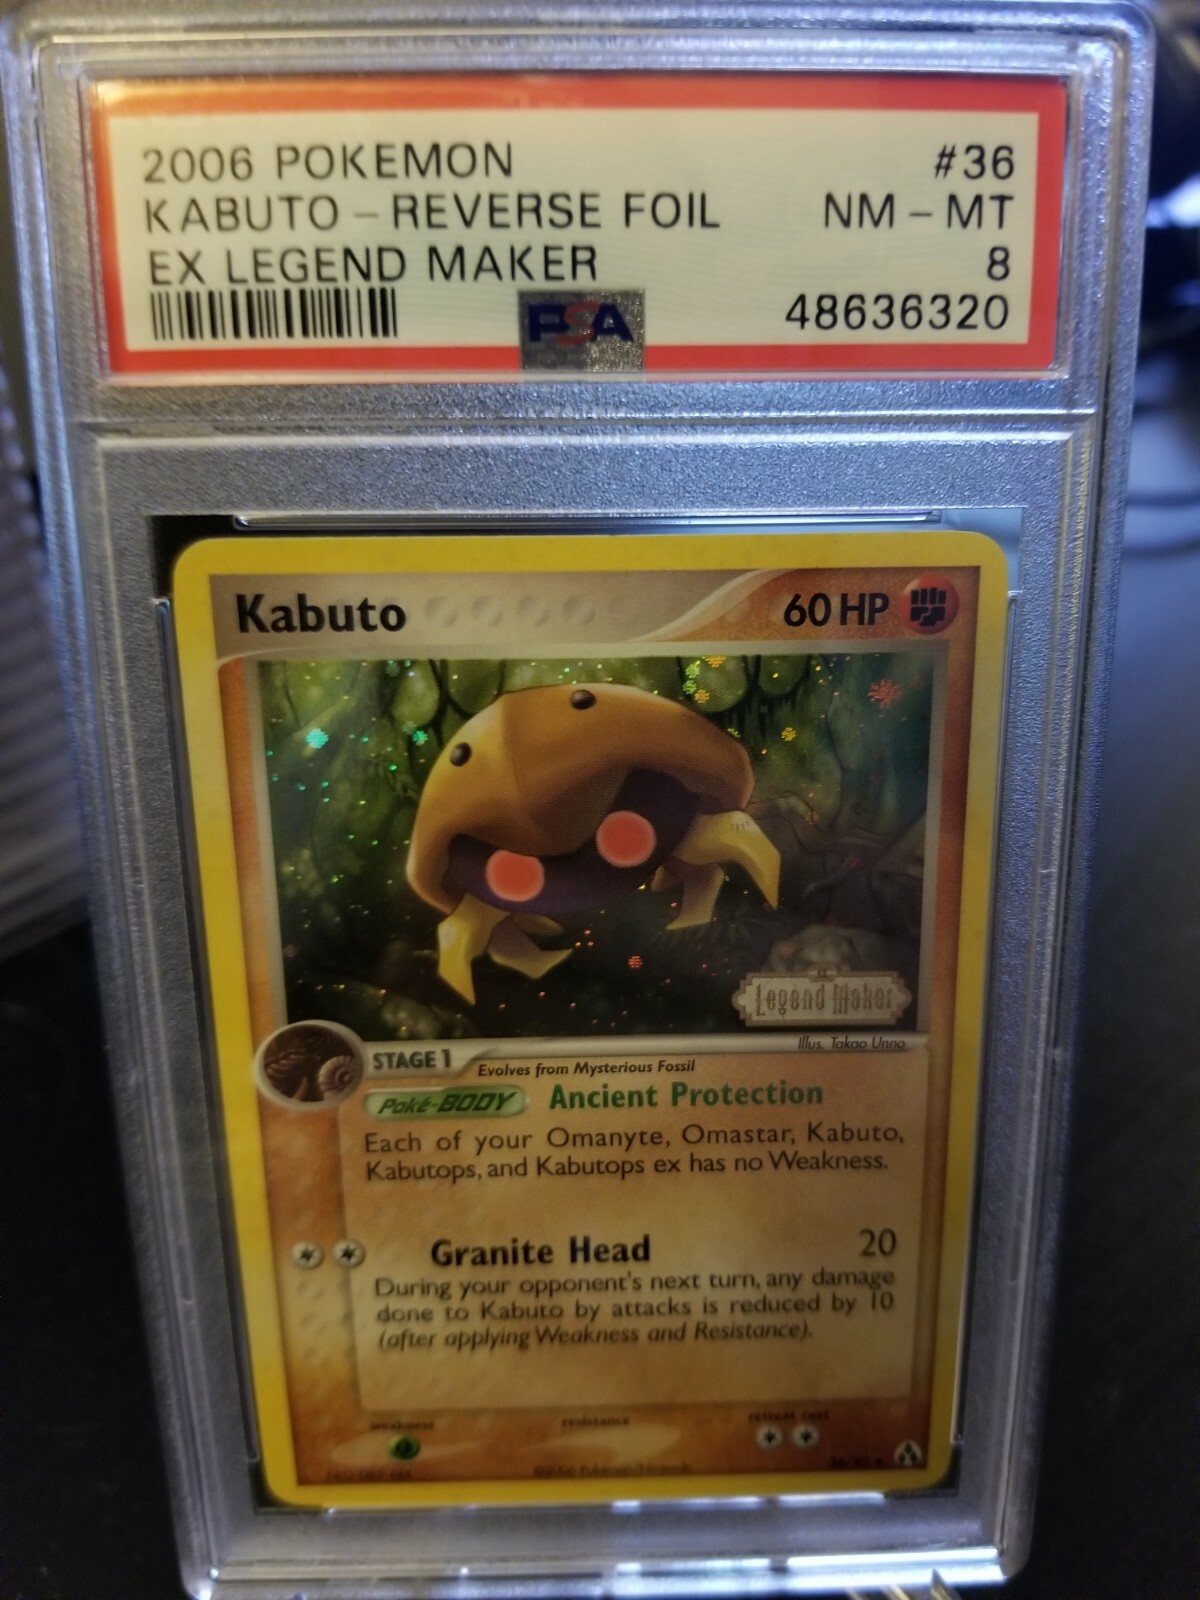 2006 POKEMON #36
KABUTO - REVERSE FOIL NM - MT
EX LEGEND MAKER 8
PSA 48636320
Kabuto 60 HP
Legend Maker
Illus. Takao Unno
STAGE 1 Evolves from Mysterious Fossil
Poké-BODY Ancient Protection
Each of your Omanyte, Omastar, Kabuto,
Kabutops, and Kabutops ex has no Weakness.
Granite Head 20
During your opponent's next turn, any damage
done to Kabuto by attacks is reduced by 10
(after applying Weakness and Resistance).
weakness resistance retreat cost
©2006 Pokémon/Nintendo